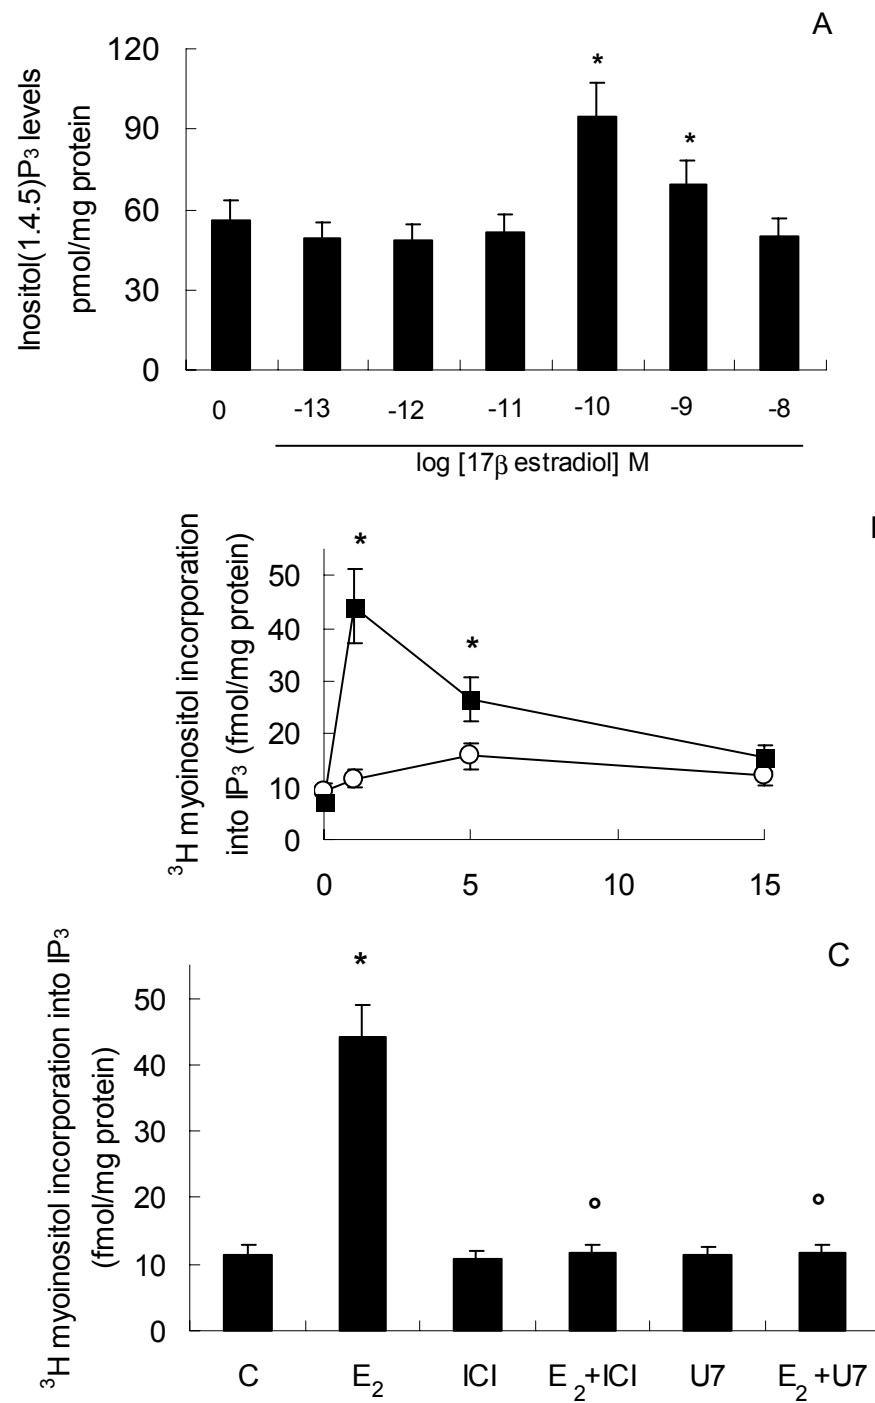 A
Inositol(1.4.5)P3 levels
pmol/mg protein
120
90
60
30
0
*
*
0 -13 -12 -11 -10 -9 -8
log [17β estradiol] M
³H myoinositol incorporation
into IP3 (fmol/mg protein)
50
40
30
20
10
0
*
*
0 5 10 15
C
³H myoinositol incorporation into IP3
(fmol/mg protein)
50
40
30
20
10
0
*
C E2 ICI E2+ICI U7 E2+U7